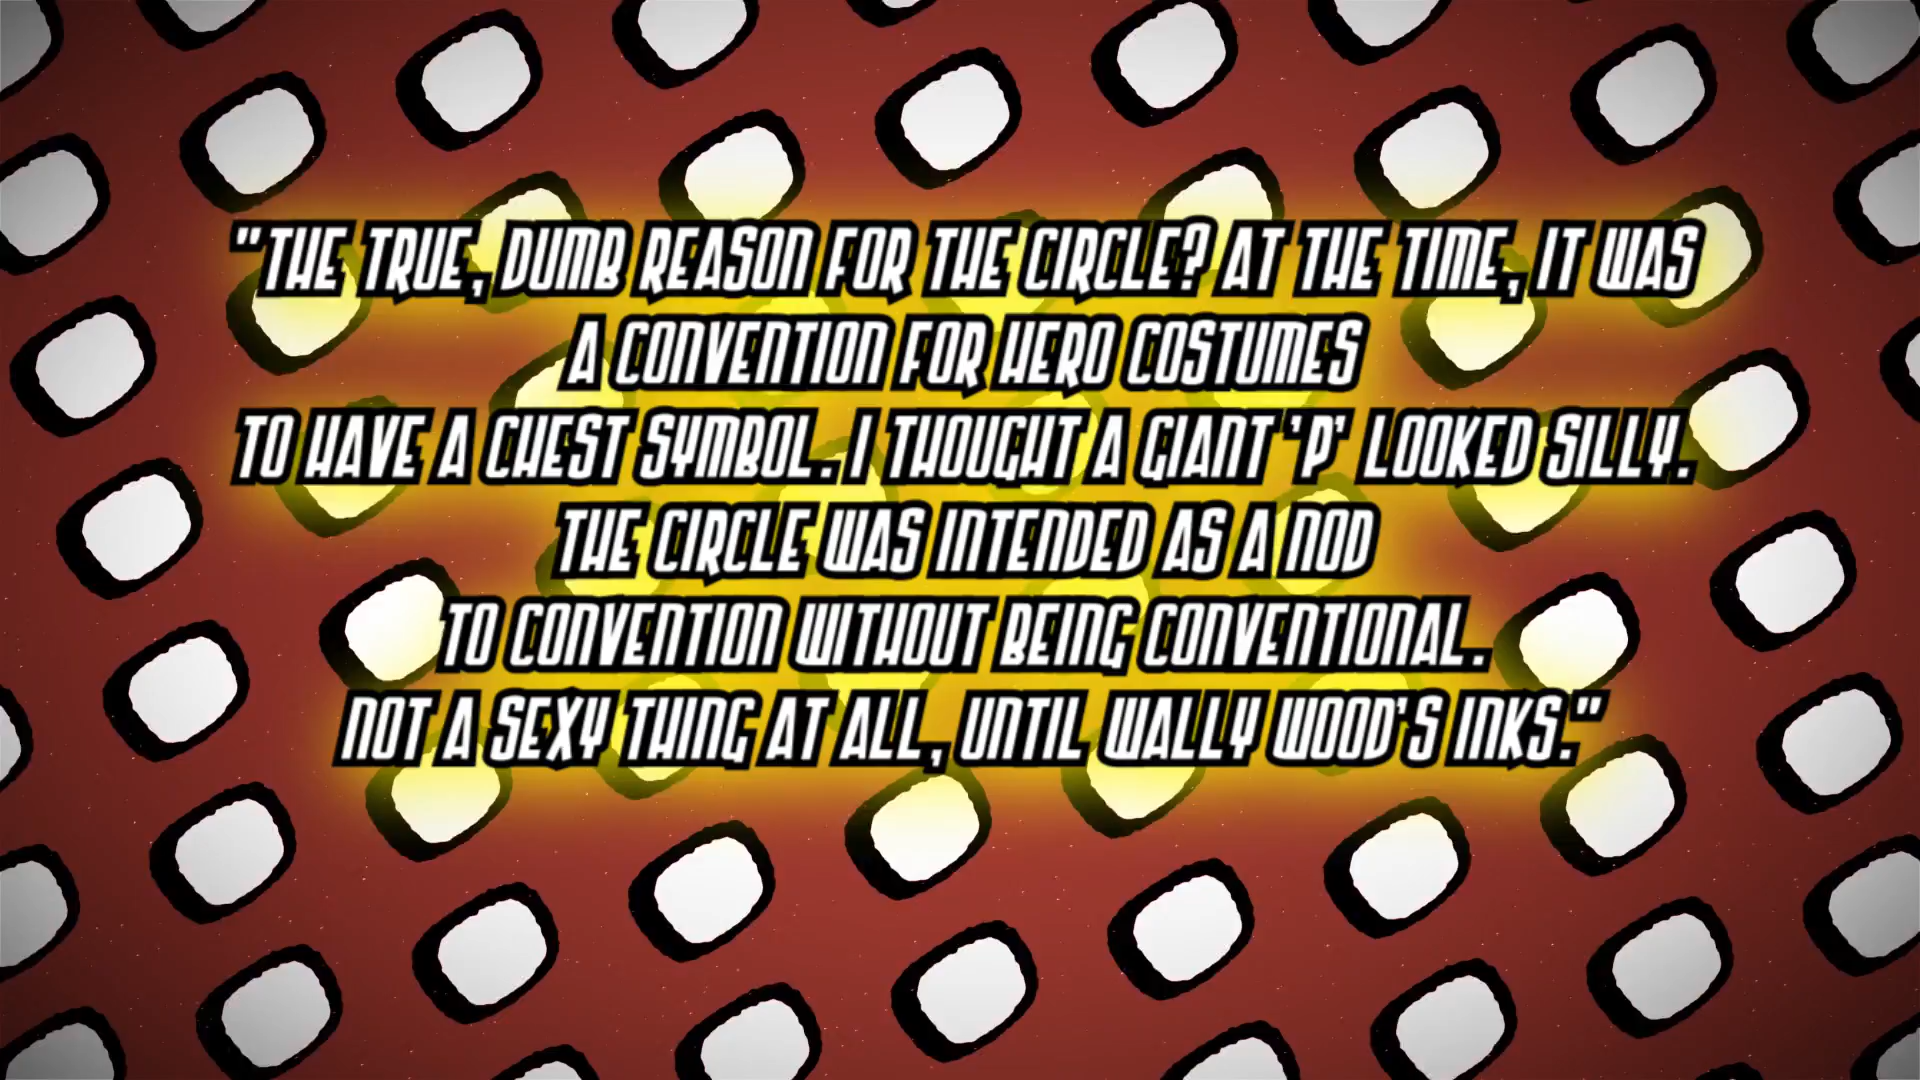 "THE TRUE, DUMB REASON FOR THE CIRCLE? AT THE TIME, IT WAS
A CONVENTION FOR HERO COSTUMES
TO HAVE A CHEST SYMBOL. I THOUGHT A GIANT 'P' LOOKED SILLY.
THE CIRCLE WAS INTENDED AS A NOD
TO CONVENTION WITHOUT BEING CONVENTIONAL.
NOT A SEXY THING AT ALL, UNTIL WALLY WOOD'S INKS."